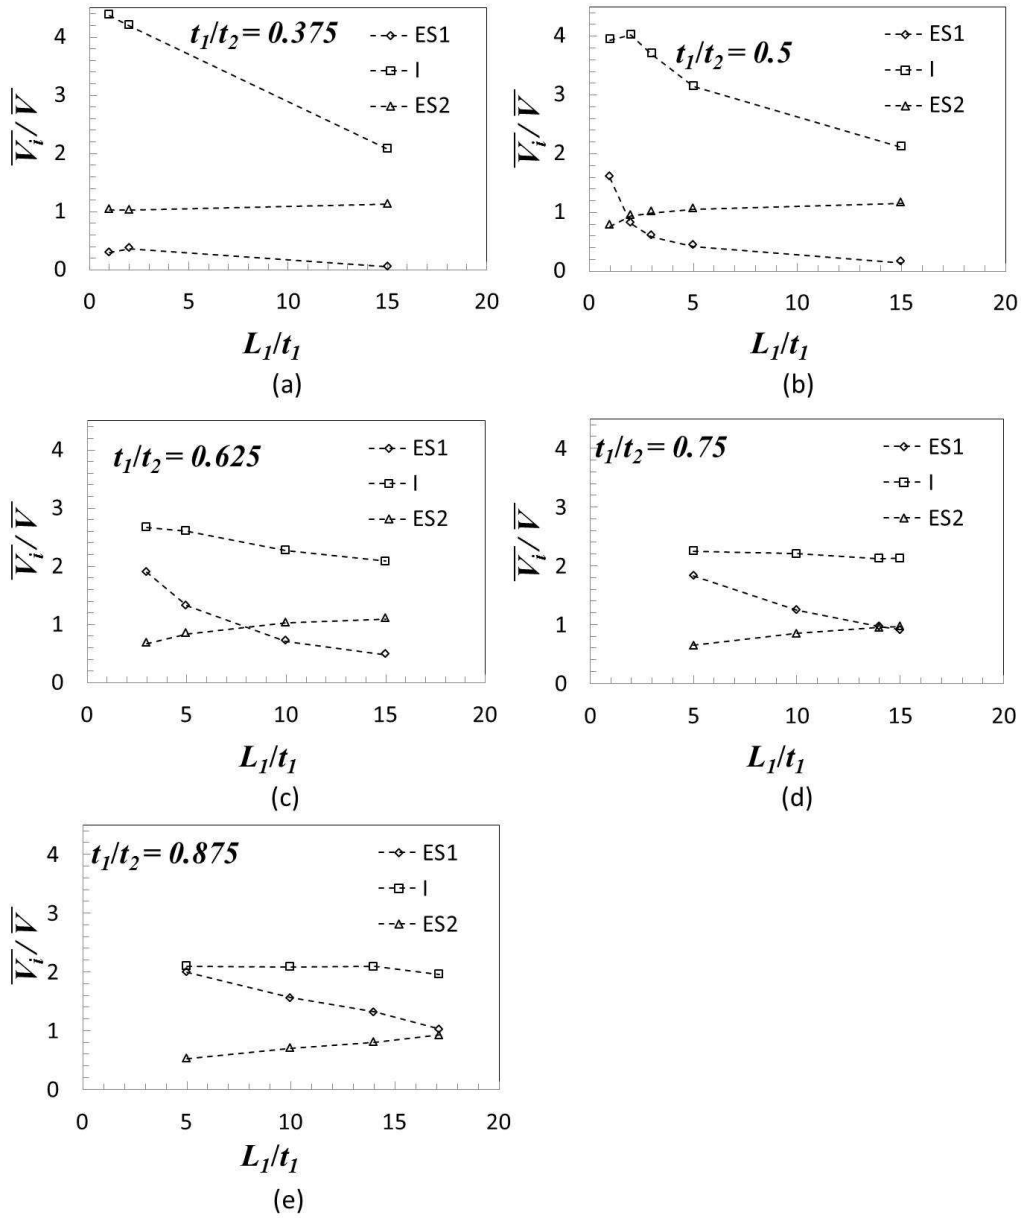 t1/t2 = 0.375
ES1
I
ES2
4
3
2
1
0
V̅i/V̅
0 5 10 15 20
L1/t1
(a)
t1/t2 = 0.5
ES1
I
ES2
4
3
2
1
0
V̅i/V̅
0 5 10 15 20
L1/t1
(b)
t1/t2 = 0.625
ES1
I
ES2
4
3
2
1
0
V̅i/V̅
0 5 10 15 20
L1/t1
(c)
t1/t2 = 0.75
ES1
I
ES2
4
3
2
1
0
V̅i/V̅
0 5 10 15 20
L1/t1
(d)
t1/t2 = 0.875
ES1
I
ES2
4
3
2
1
0
V̅i/V̅
0 5 10 15 20
L1/t1
(e)